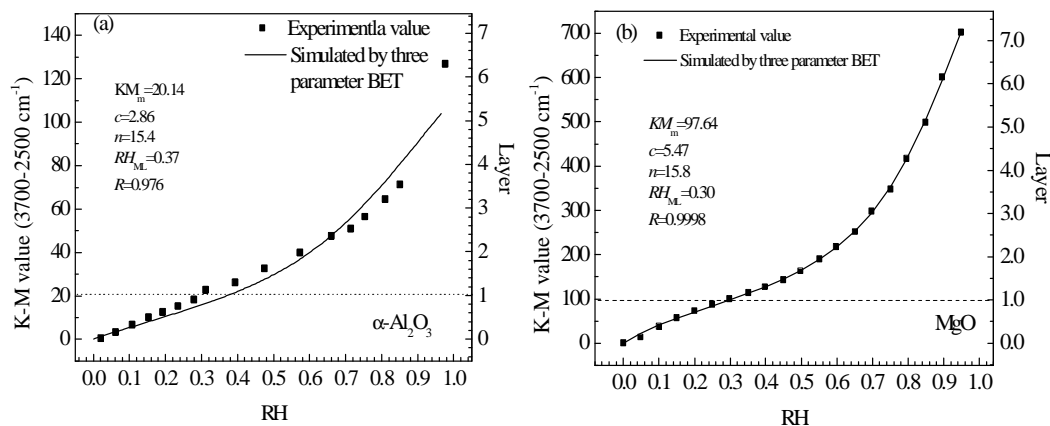 (a)
Experimentla value
Simulated by three
parameter BET
KMm=20.14
c=2.86
n=15.4
RHML=0.37
R=0.976
α-Al2O3
140
120
100
80
60
40
20
0
K-M value (3700-2500 cm-1)
6
5
4
3
2
1
0
Layer
0.0 0.1 0.2 0.3 0.4 0.5 0.6 0.7 0.8 0.9 1.0
RH
(b)
Experimental value
Simulated by three parameter BET
KMm=97.64
c=5.47
n=15.8
RHML=0.30
R=0.9998
MgO
700
600
500
400
300
200
100
0
K-M value (3700-2500 cm-1)
7.0
6.0
5.0
4.0
3.0
2.0
1.0
0.0
Layer
0.0 0.1 0.2 0.3 0.4 0.5 0.6 0.7 0.8 0.9 1.0
RH